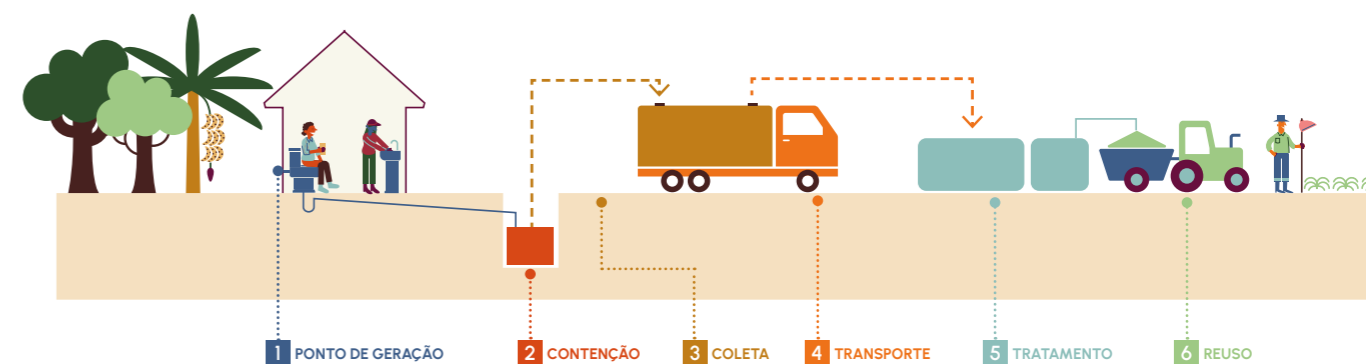 1 PONTO DE GERAÇÃO
2 CONTENÇÃO
3 COLETA
4 TRANSPORTE
5 TRATAMENTO
6 REUSO